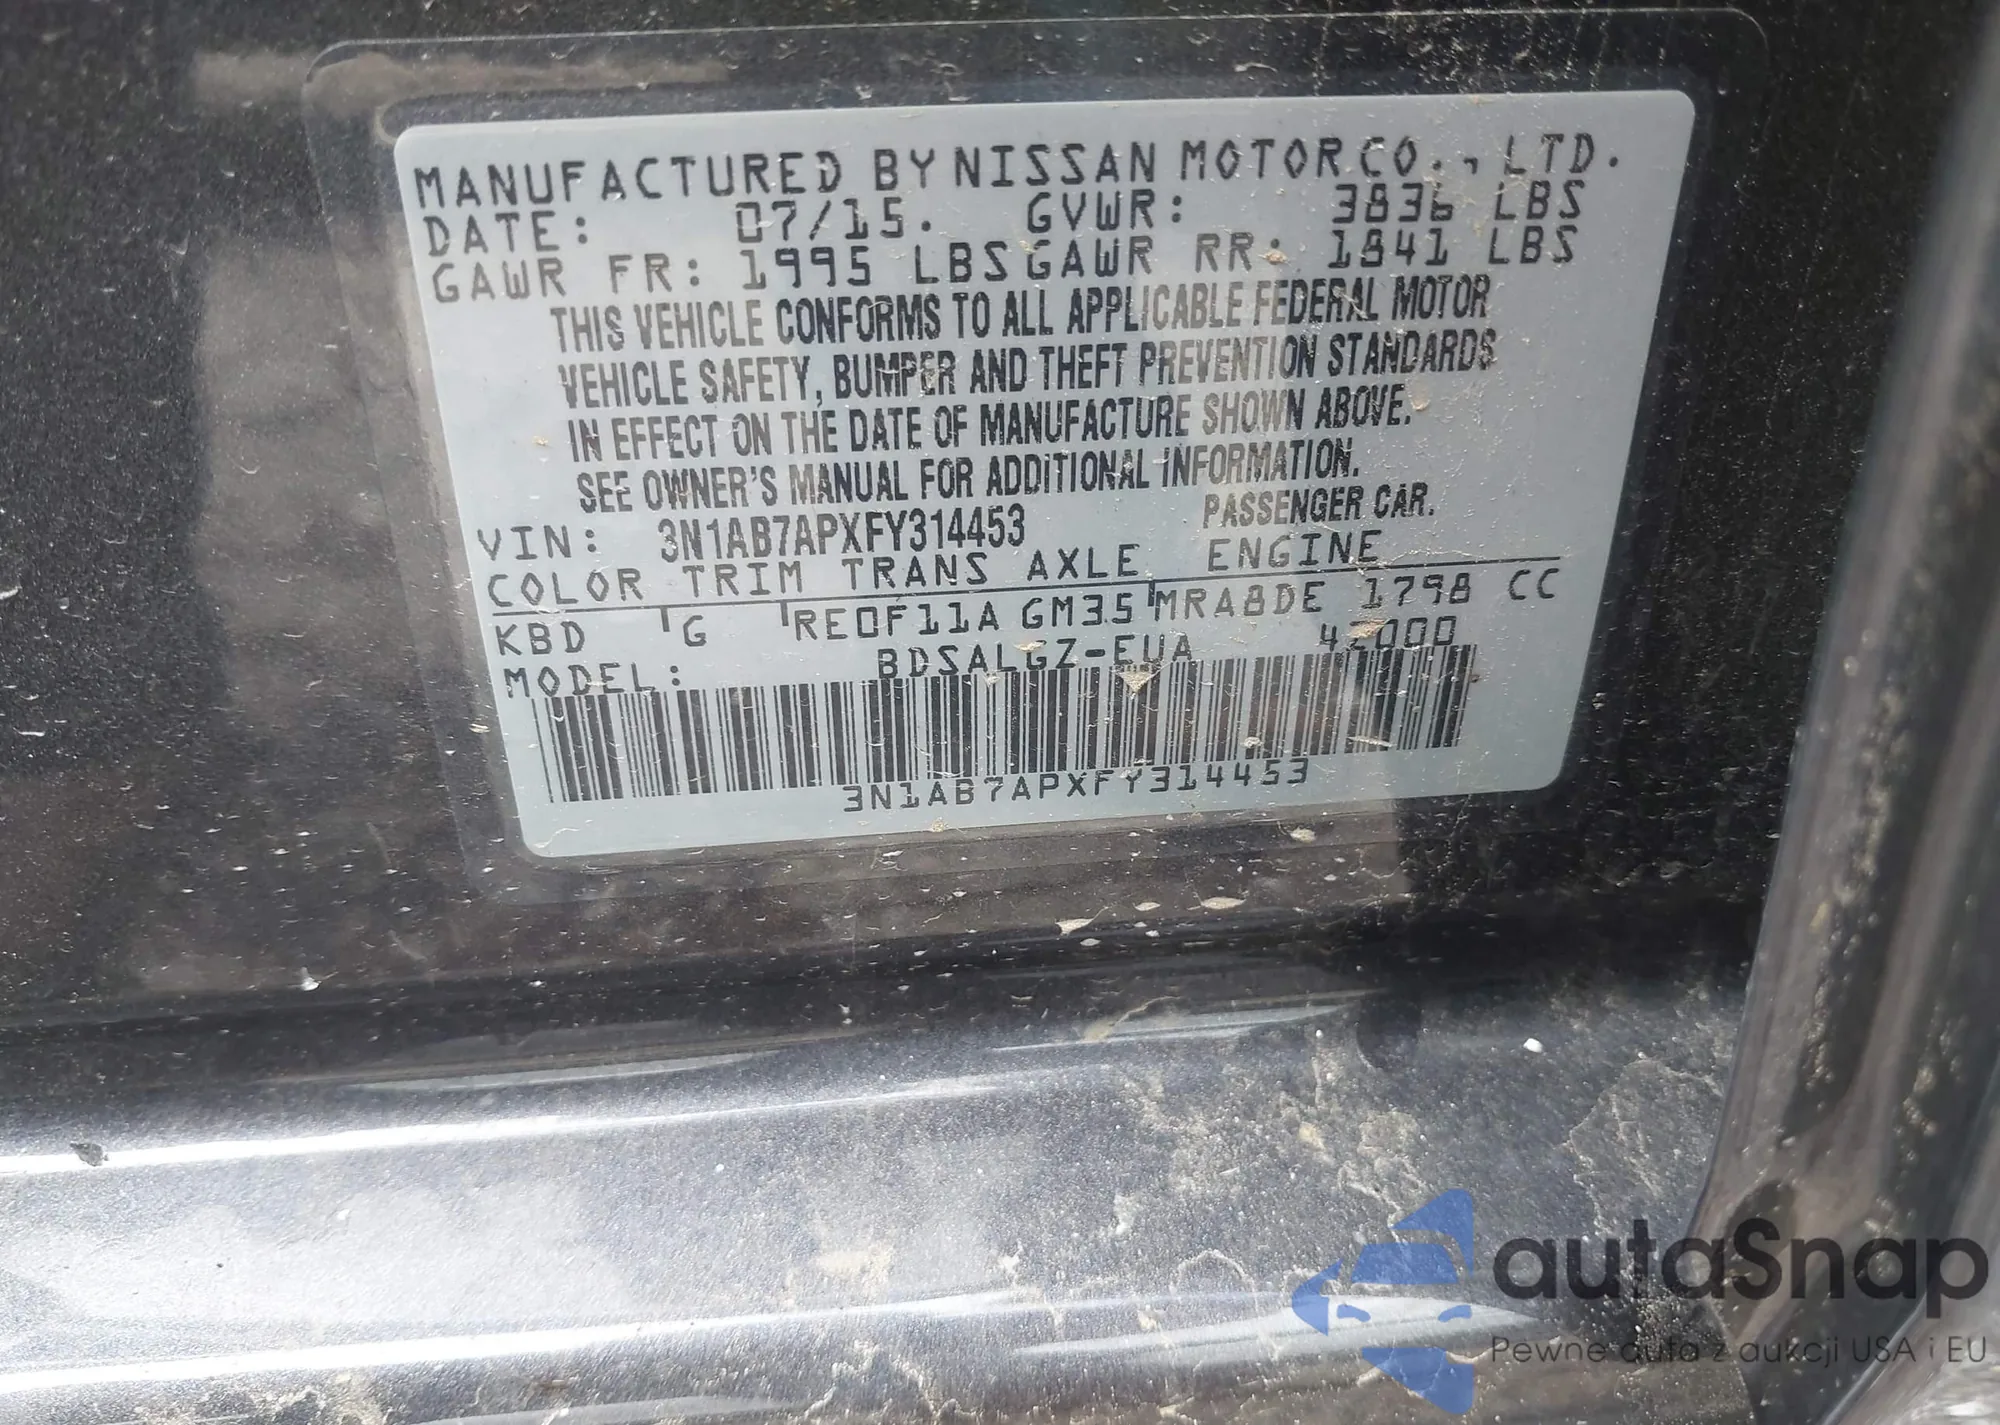 MANUFACTURED BY NISSAN MOTOR CO., LTD.
DATE: 07/15. GVWR: 3836 LBS
GAWR FR: 1995 LBS GAWR RR: 1841 LBS
THIS VEHICLE CONFORMS TO ALL APPLICABLE FEDERAL MOTOR
VEHICLE SAFETY, BUMPER AND THEFT PREVENTION STANDARDS
IN EFFECT ON THE DATE OF MANUFACTURE SHOWN ABOVE.
SEE OWNER'S MANUAL FOR ADDITIONAL INFORMATION.
VIN: 3N1AB7APXFY314453 PASSENGER CAR.
COLOR TRIM TRANS AXLE ENGINE
KBD G RE0F11A GM35 MRA8DE 1798 CC
MODEL: BDSALGZ-EUA 42000
3N1AB7APXFY314453
autaSnap
Pewne auta z aukcji USA i EU